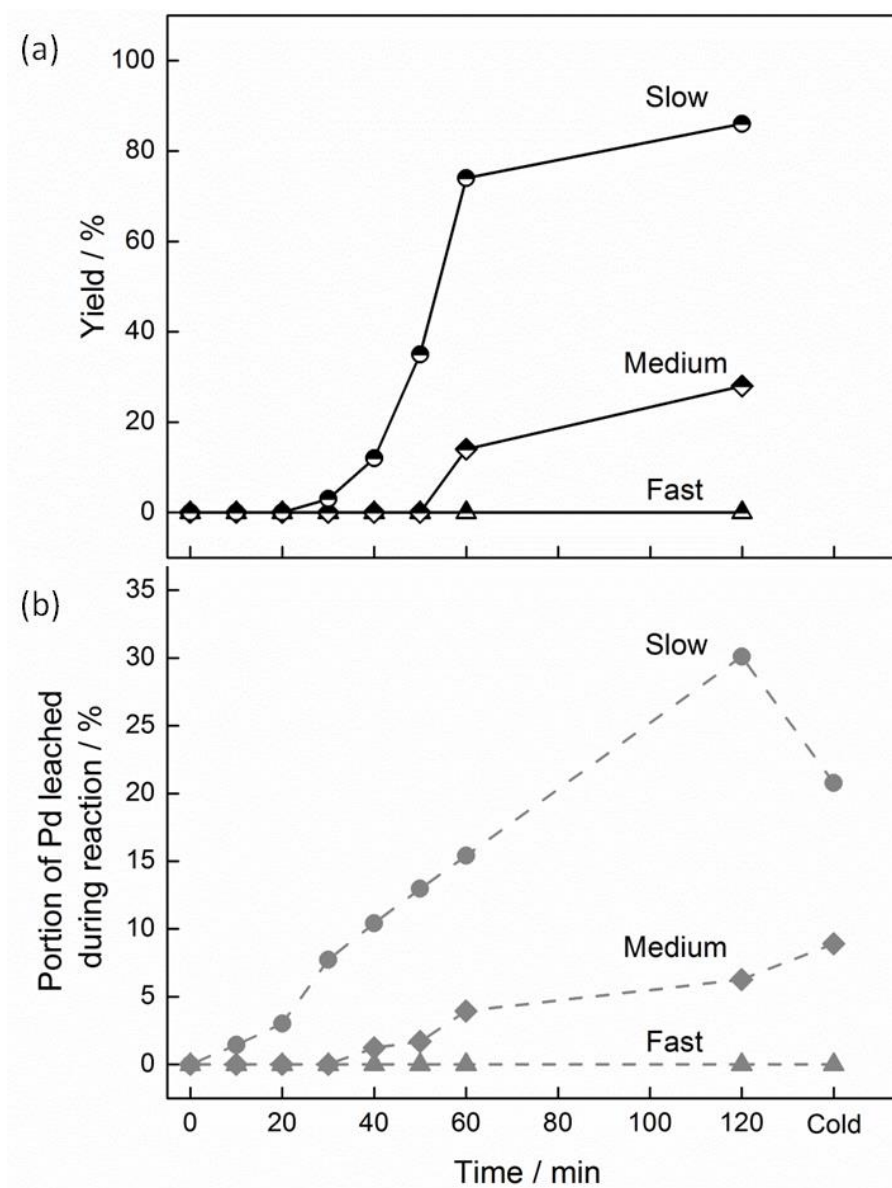 (a)
100
80
60
40
20
0
Yield / %
Slow
Medium
Fast
(b)
35
30
25
20
15
10
5
0
Portion of Pd leached
during reaction / %
Slow
Medium
Fast
0 20 40 60 80 100 120 Cold
Time / min